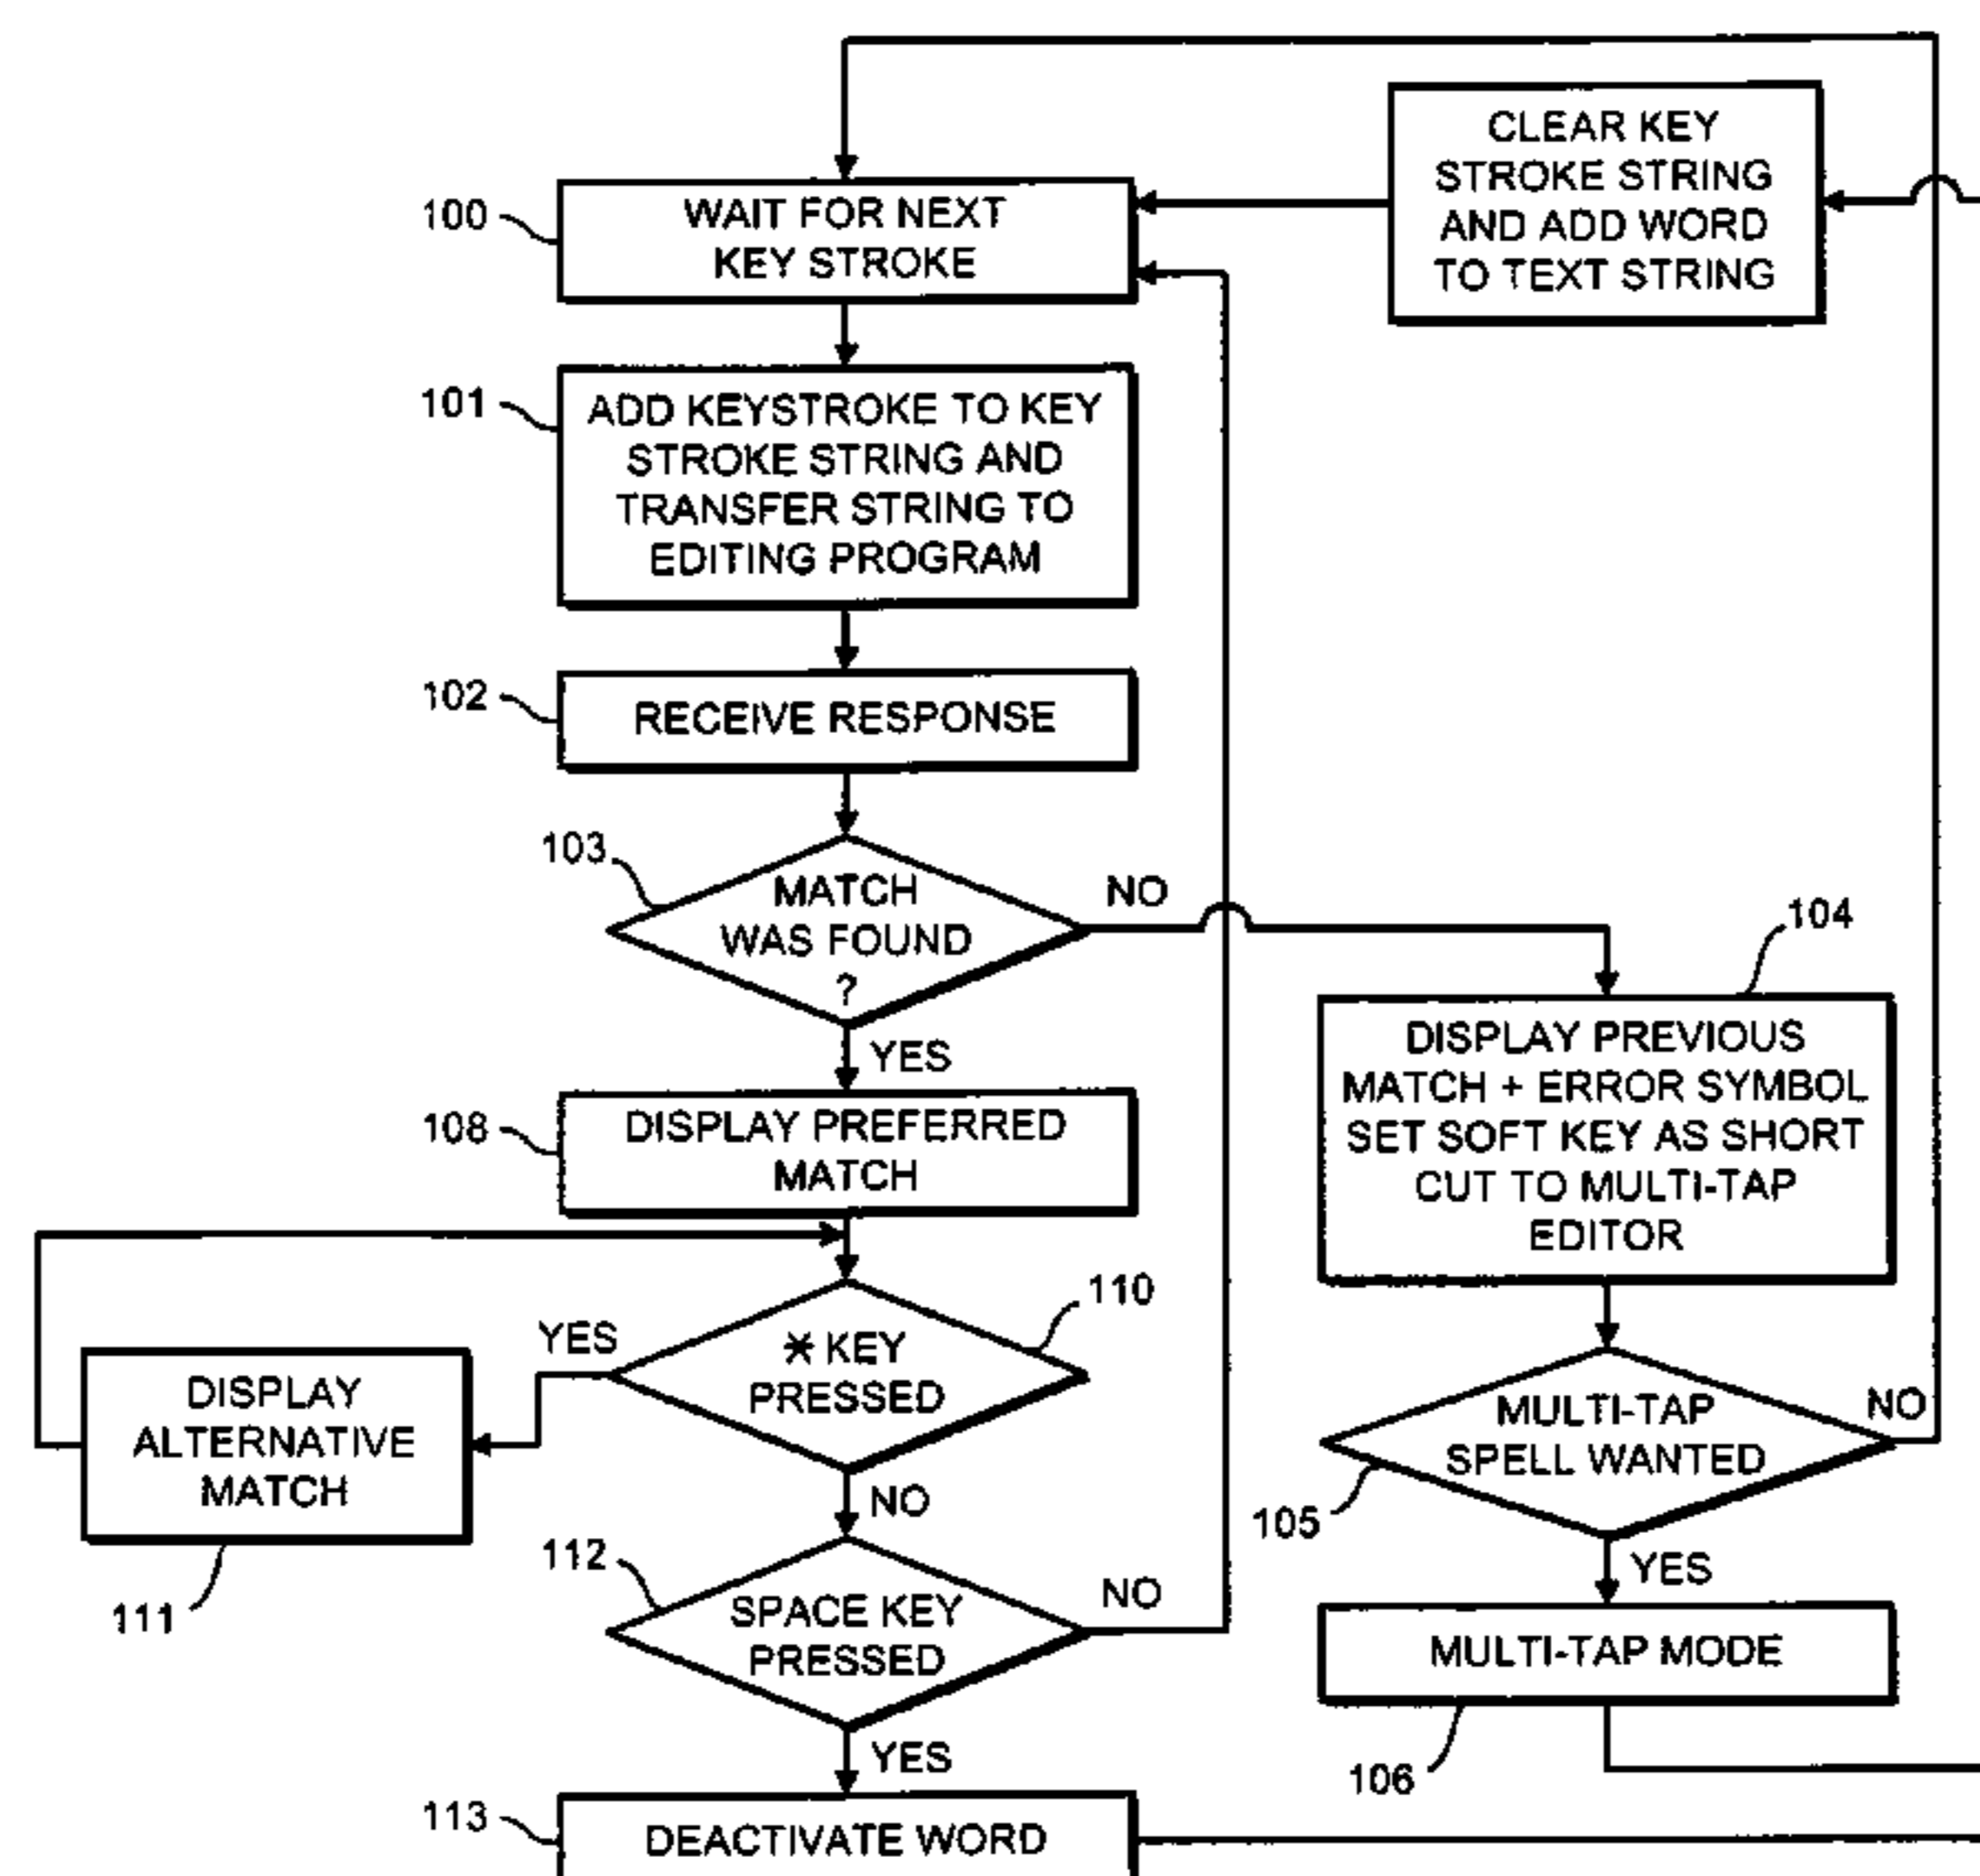 CLEAR KEY
STROKE STRING
AND ADD WORD
TO TEXT STRING
100
WAIT FOR NEXT
KEY STROKE
101
ADD KEYSTROKE TO KEY
STROKE STRING AND
TRANSFER STRING TO
EDITING PROGRAM
102
RECEIVE RESPONSE
103
MATCH
WAS FOUND
?
NO
YES
104
DISPLAY PREVIOUS
MATCH + ERROR SYMBOL
SET SOFT KEY AS SHORT
CUT TO MULTI-TAP
EDITOR
108
DISPLAY PREFERRED
MATCH
110
* KEY
PRESSED
YES
NO
DISPLAY
ALTERNATIVE
MATCH
111
105
MULTI-TAP
SPELL WANTED
NO
YES
112
SPACE KEY
PRESSED
NO
YES
MULTI-TAP MODE
106
113
DEACTIVATE WORD